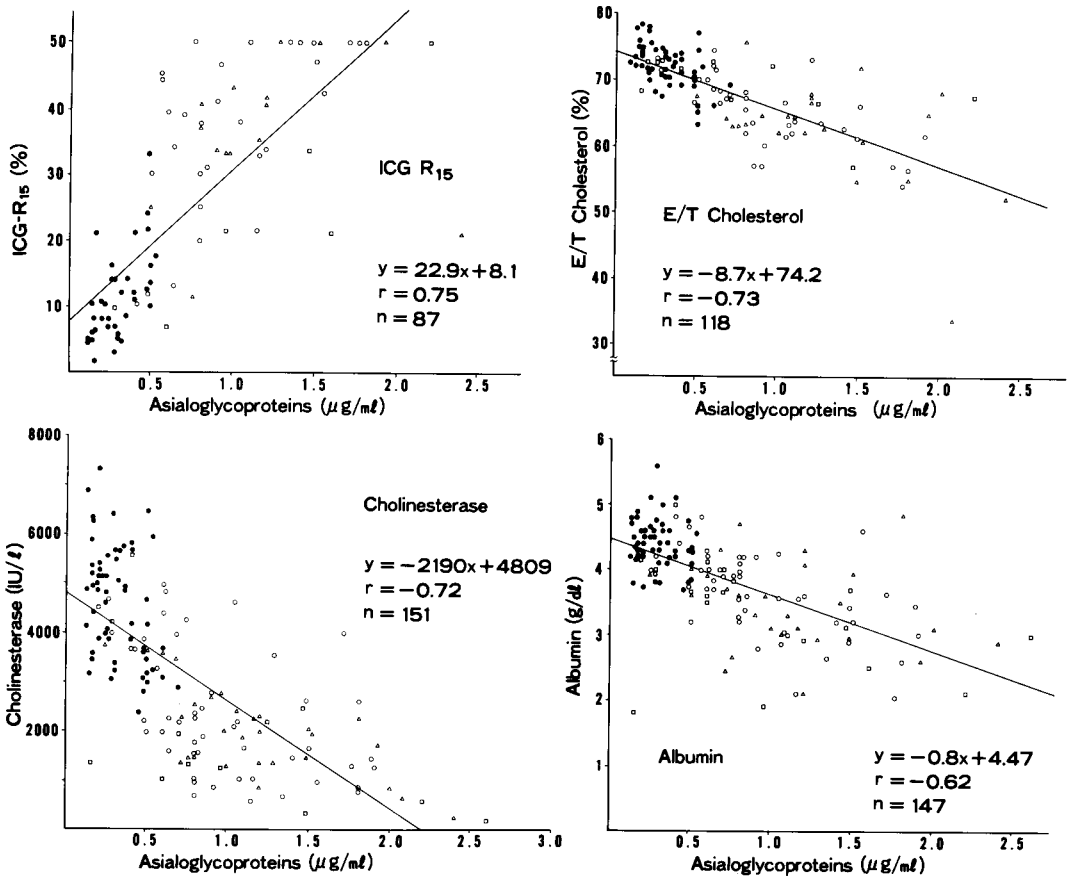 ICG-R15 (%)
50
40
30
20
10
ICG R15
y = 22.9x+8.1
r = 0.75
n = 87
0.5 1.0 1.5 2.0 2.5
Asialoglycoproteins (μg/mℓ)
E/T Cholesterol (%)
80
70
60
50
40
30
E/T Cholesterol
y = −8.7x+74.2
r = −0.73
n = 118
0.5 1.0 1.5 2.0 2.5
Asialoglycoproteins (μg/mℓ)
Cholinesterase (IU/ℓ)
8000
6000
4000
2000
Cholinesterase
y = −2190x+4809
r = −0.72
n = 151
0.5 1.0 1.5 2.0 2.5 3.0
Asialoglycoproteins (μg/mℓ)
Albumin (g/dℓ)
6
5
4
3
2
1
Albumin
y = −0.8x+4.47
r = −0.62
n = 147
0.5 1.0 1.5 2.0 2.5
Asialoglycoproteins (μg/mℓ)